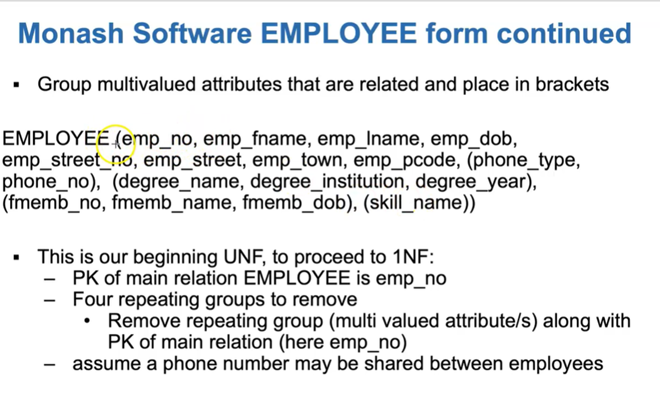 Monash Software EMPLOYEE form continued
▪ Group multivalued attributes that are related and place in brackets
EMPLOYEE (emp_no, emp_fname, emp_lname, emp_dob,
emp_street_no, emp_street, emp_town, emp_pcode, (phone_type,
phone_no), (degree_name, degree_institution, degree_year),
(fmemb_no, fmemb_name, fmemb_dob), (skill_name))
▪ This is our beginning UNF, to proceed to 1NF:
– PK of main relation EMPLOYEE is emp_no
– Four repeating groups to remove
• Remove repeating group (multi valued attribute/s) along with
PK of main relation (here emp_no)
– assume a phone number may be shared between employees